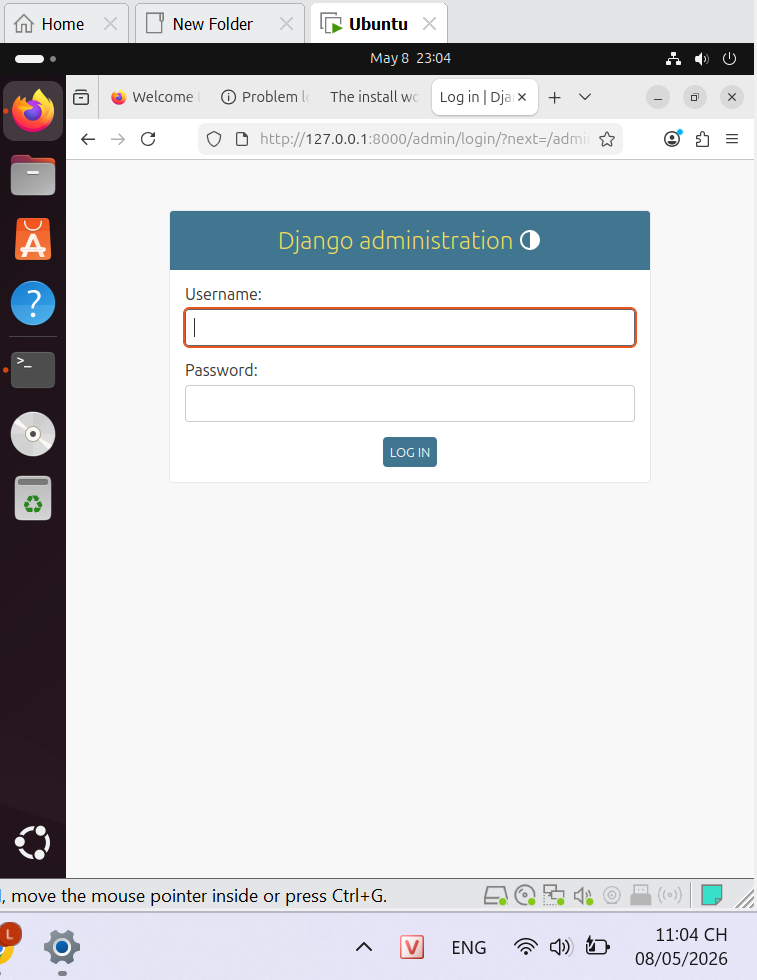 Home
New Folder
Ubuntu
May 8 23:04
Welcome
Problem l
The install wo
Log in | Dja
http://127.0.0.1:8000/admin/login/?next=/admi
>_
?
Django administration
Username:
Password:
LOG IN
, move the mouse pointer inside or press Ctrl+G.
L
V
ENG
11:04 CH
08/05/2026